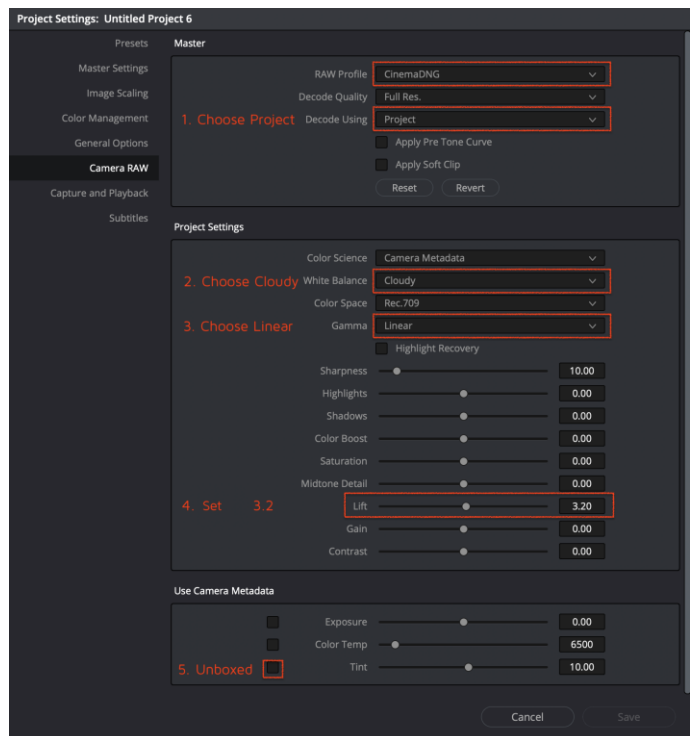 Project Settings: Untitled Project 6
Presets
Master Settings
Image Scaling
Color Management
General Options
Camera RAW
Capture and Playback
Subtitles
Master
RAW Profile CinemaDNG
Decode Quality Full Res.
1. Choose Project Decode Using Project
Apply Pre Tone Curve
Apply Soft Clip
Reset Revert
Project Settings
Color Science Camera Metadata
2. Choose Cloudy White Balance Cloudy
Color Space Rec.709
3. Choose Linear Gamma Linear
Highlight Recovery
Sharpness 10.00
Highlights 0.00
Shadows 0.00
Color Boost 0.00
Saturation 0.00
Midtone Detail 0.00
4. Set 3.2 Lift 3.20
Gain 0.00
Contrast 0.00
Use Camera Metadata
Exposure 0.00
Color Temp 6500
5. Unboxed Tint 10.00
Cancel Save